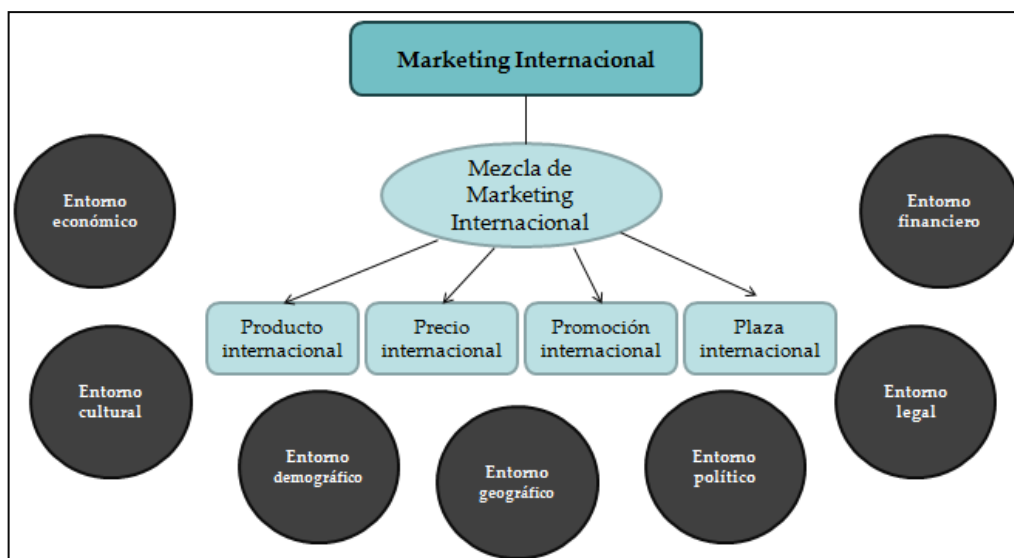 Marketing Internacional
Mezcla de
Marketing
Internacional
Entorno
económico
Entorno
financiero
Producto
internacional
Precio
internacional
Promoción
internacional
Plaza
internacional
Entorno
cultural
Entorno
legal
Entorno
demográfico
Entorno
geográfico
Entorno
político